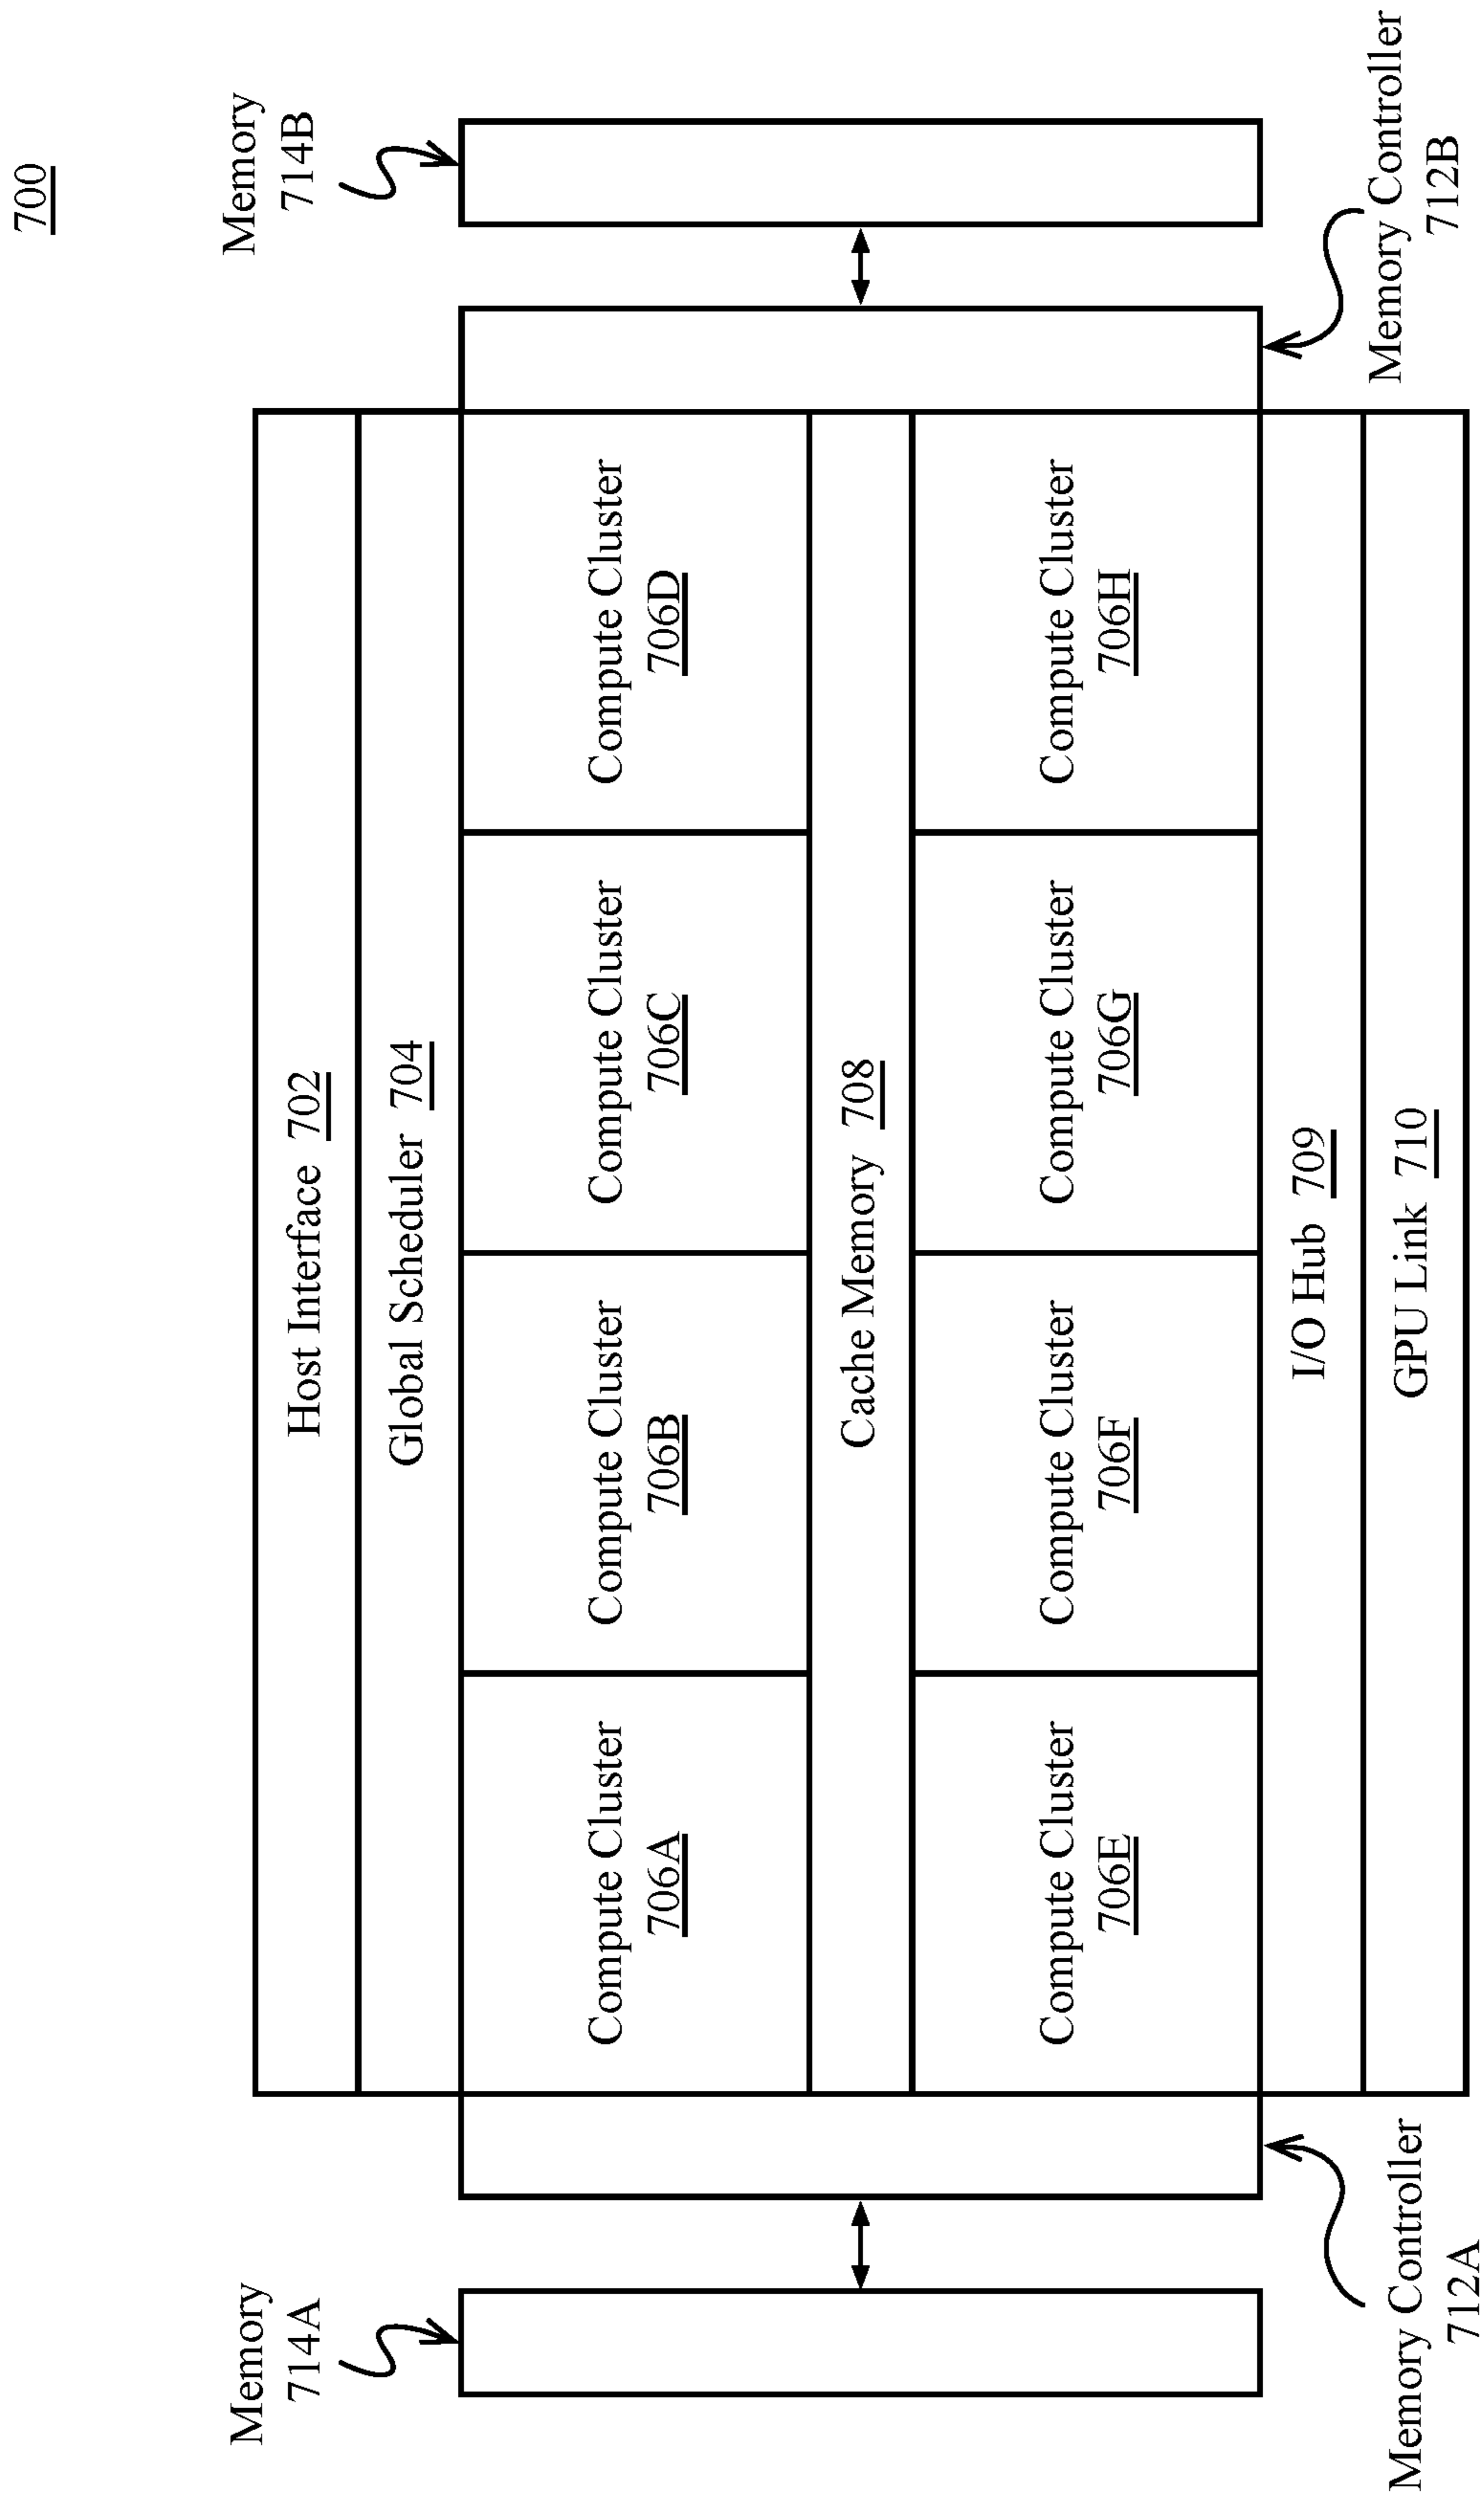 700
Memory
714A
Memory
714B
Host Interface 702
Global Scheduler 704
Compute Cluster
706A
Compute Cluster
706B
Compute Cluster
706C
Compute Cluster
706D
Cache Memory 708
Compute Cluster
706E
Compute Cluster
706F
Compute Cluster
706G
Compute Cluster
706H
I/O Hub 709
GPU Link 710
Memory Controller
712A
Memory Controller
712B